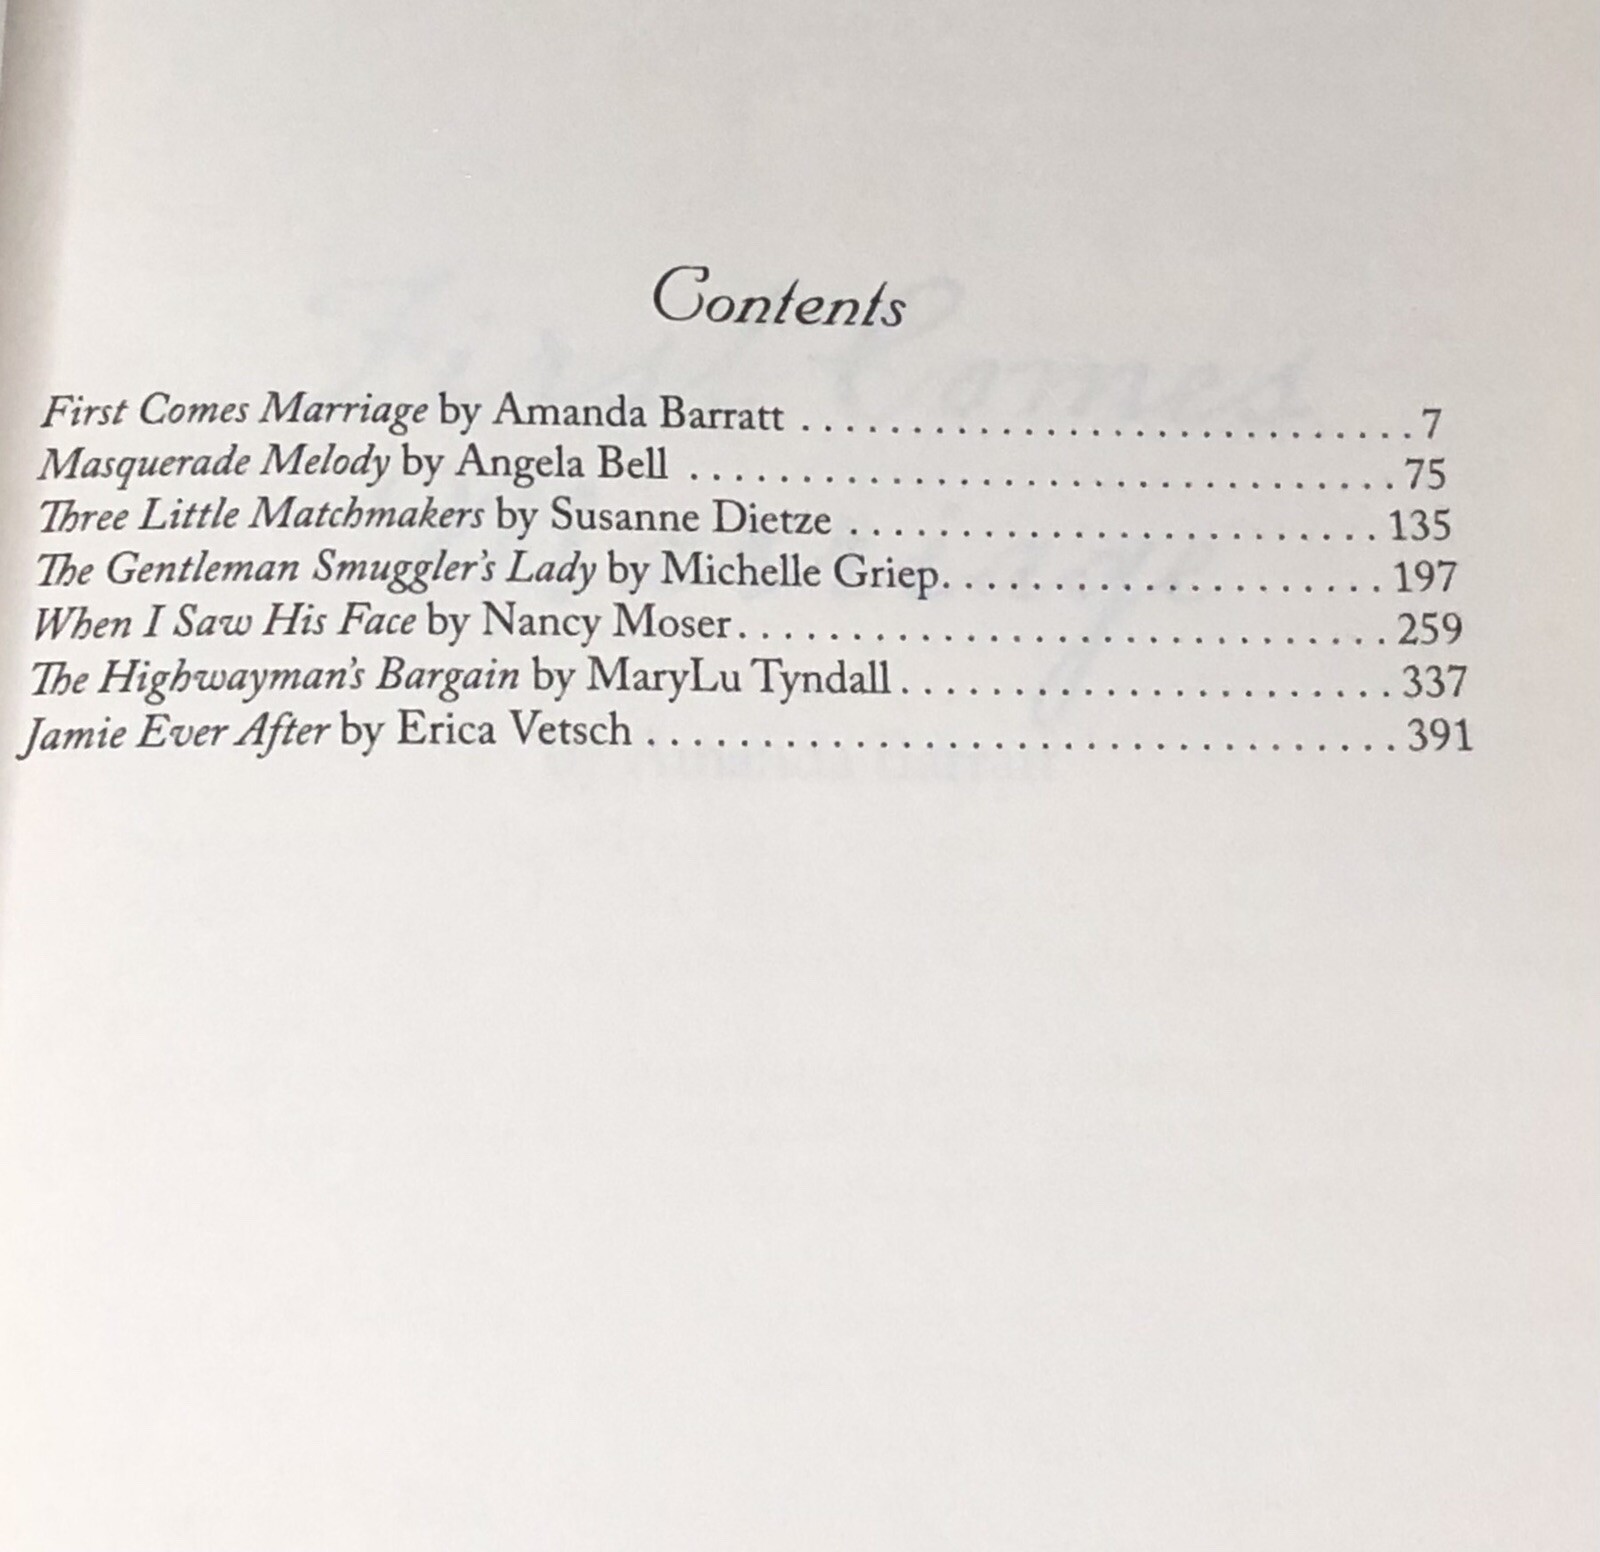 Contents
First Comes Marriage by Amanda Barratt ..............................7
Masquerade Melody by Angela Bell ..................................75
Three Little Matchmakers by Susanne Dietze .........................135
The Gentleman Smuggler's Lady by Michelle Griep.....................197
When I Saw His Face by Nancy Moser...............................259
The Highwayman's Bargain by MaryLu Tyndall........................337
Jamie Ever After by Erica Vetsch ...................................391